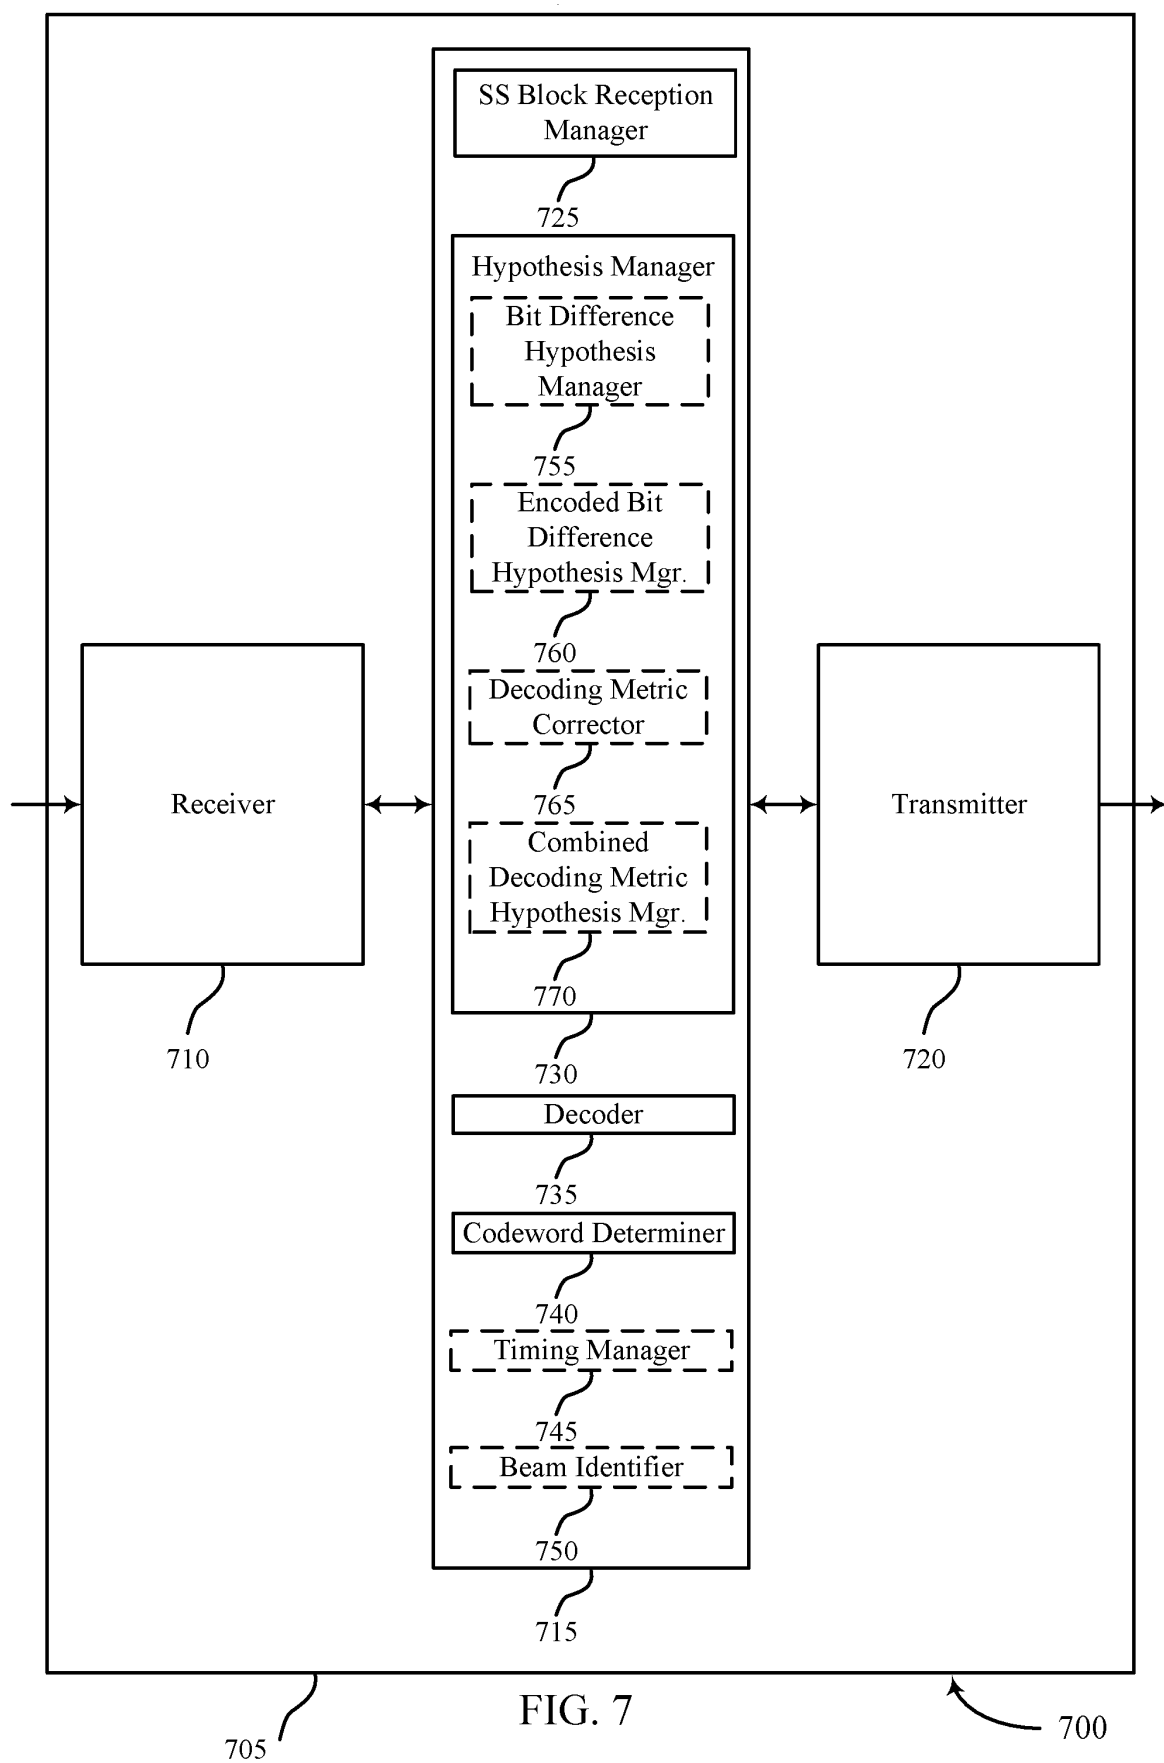 SS Block Reception
Manager
725
Hypothesis Manager
Bit Difference
Hypothesis
Manager
755
Encoded Bit
Difference
Hypothesis Mgr.
760
Decoding Metric
Corrector
765
Combined
Decoding Metric
Hypothesis Mgr.
770
730
Receiver
710
Transmitter
720
Decoder
735
Codeword Determiner
740
Timing Manager
745
Beam Identifier
750
715
705
FIG. 7
700